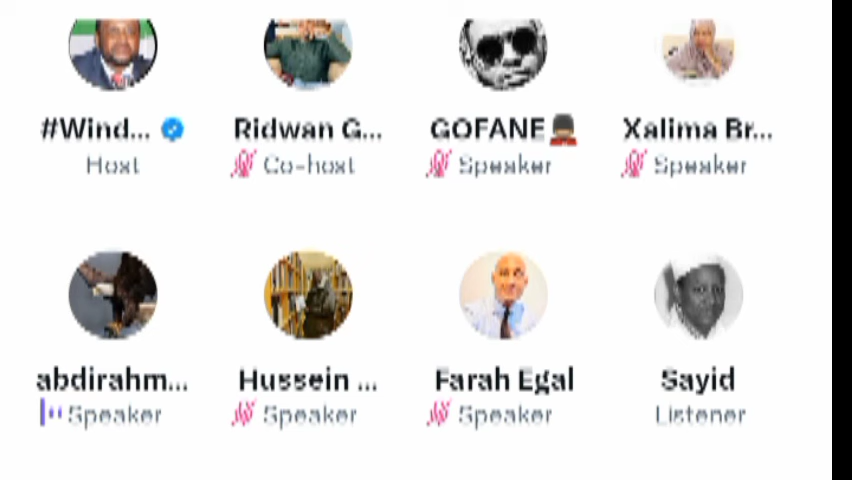 #Wind... Ridwan G... GOFANE💂🏾 Xalima Br...
Host Co-host Speaker Speaker
abdirahm... Hussein ... Farah Egal Sayid
Speaker Speaker Speaker Listener